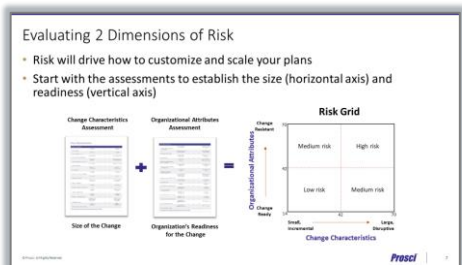 Evaluating 2 Dimensions of Risk
• Risk will drive how to customize and scale your plans
• Start with the assessments to establish the size (horizontal axis) and
readiness (vertical axis)
Change Characteristics
Assessment
Size of the Change
+
Organizational Attributes
Assessment
Organization's Readiness
for the Change
=
Risk Grid
Organizational Attributes
Change
Resistant
Change
Ready
Medium risk
High risk
Low risk
Medium risk
Small,
Incremental
Large,
Disruptive
Change Characteristics
Prosci
7